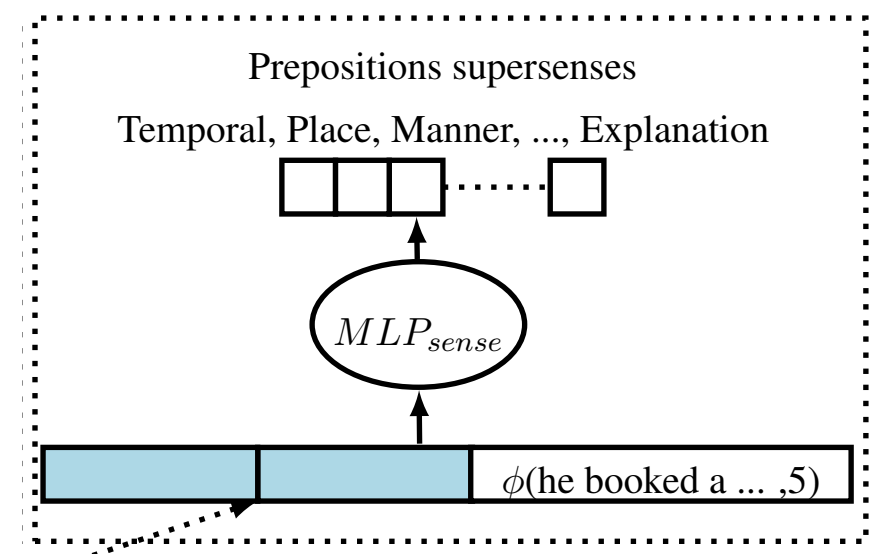 Prepositions supersenses
Temporal, Place, Manner, ..., Explanation
MLP_sense
ϕ(he booked a ... ,5)